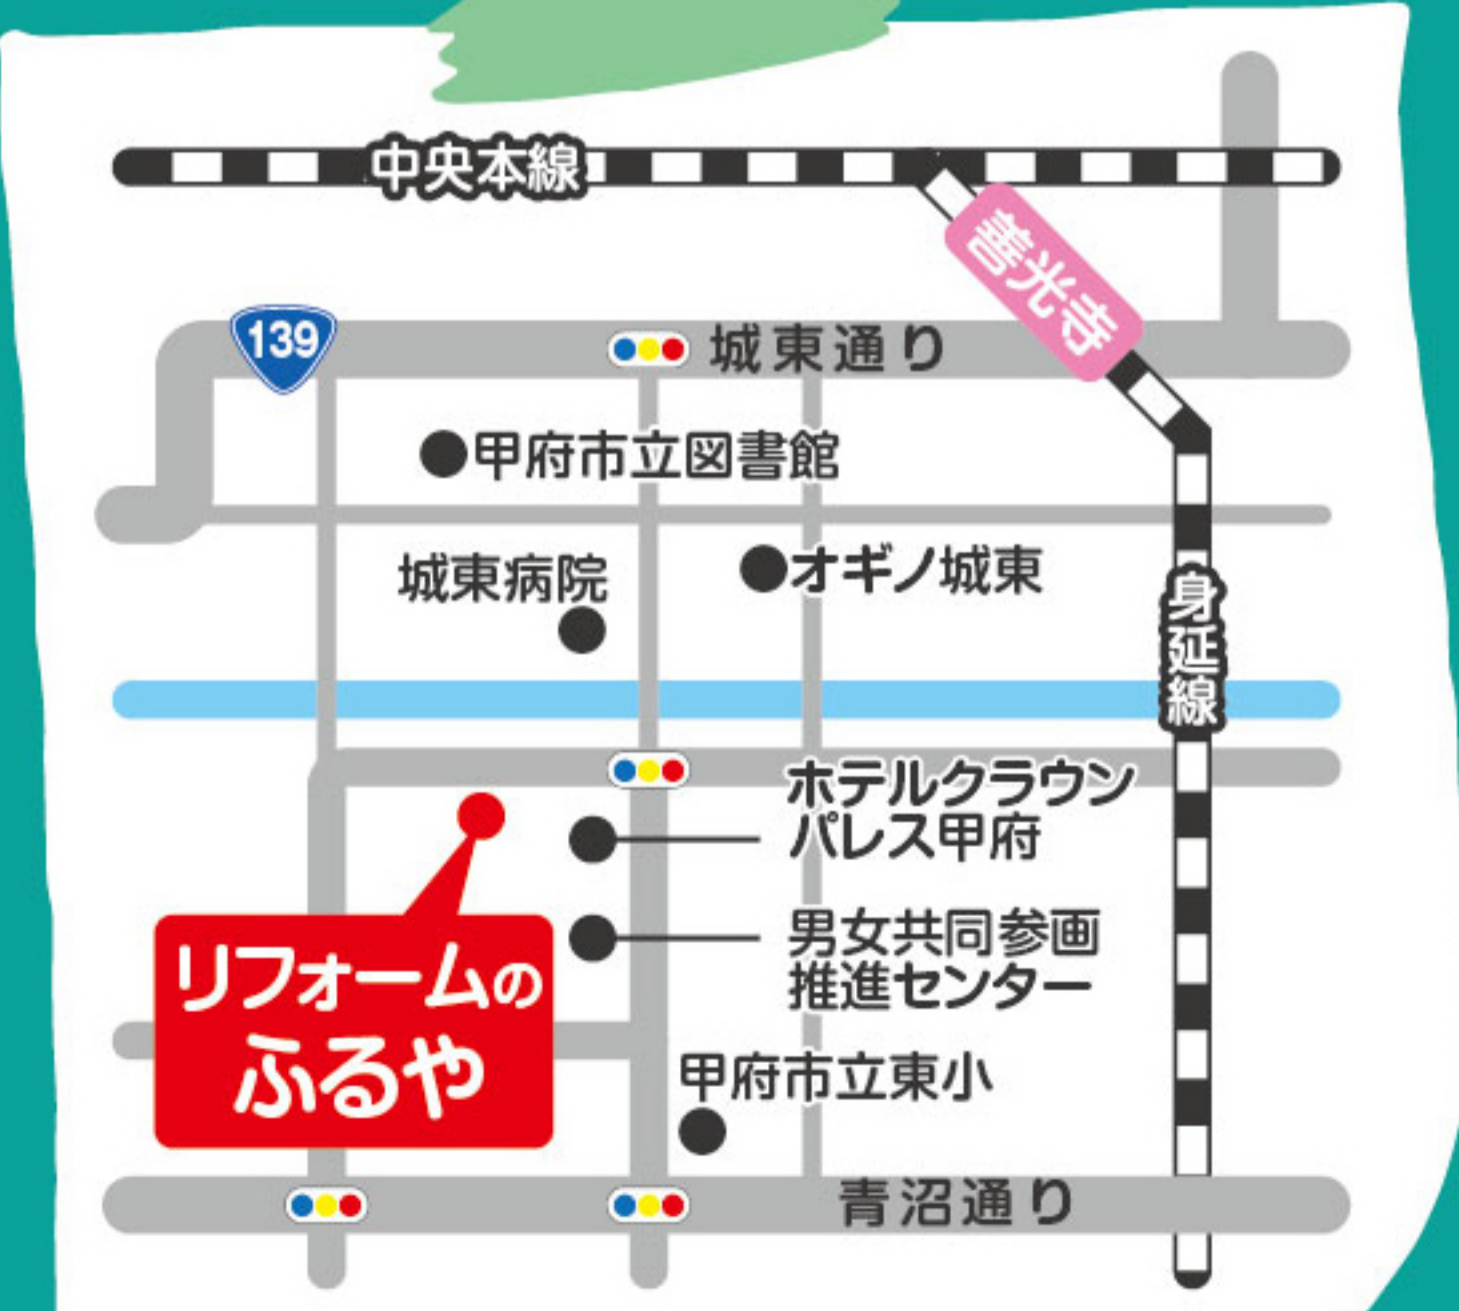 中央本線
善光寺
139
城東通り
甲府市立図書館
城東病院
オギノ城東
身延線
ホテルクラウン
パレス甲府
男女共同参画
推進センター
リフォームの
ふるや
甲府市立東小
青沼通り